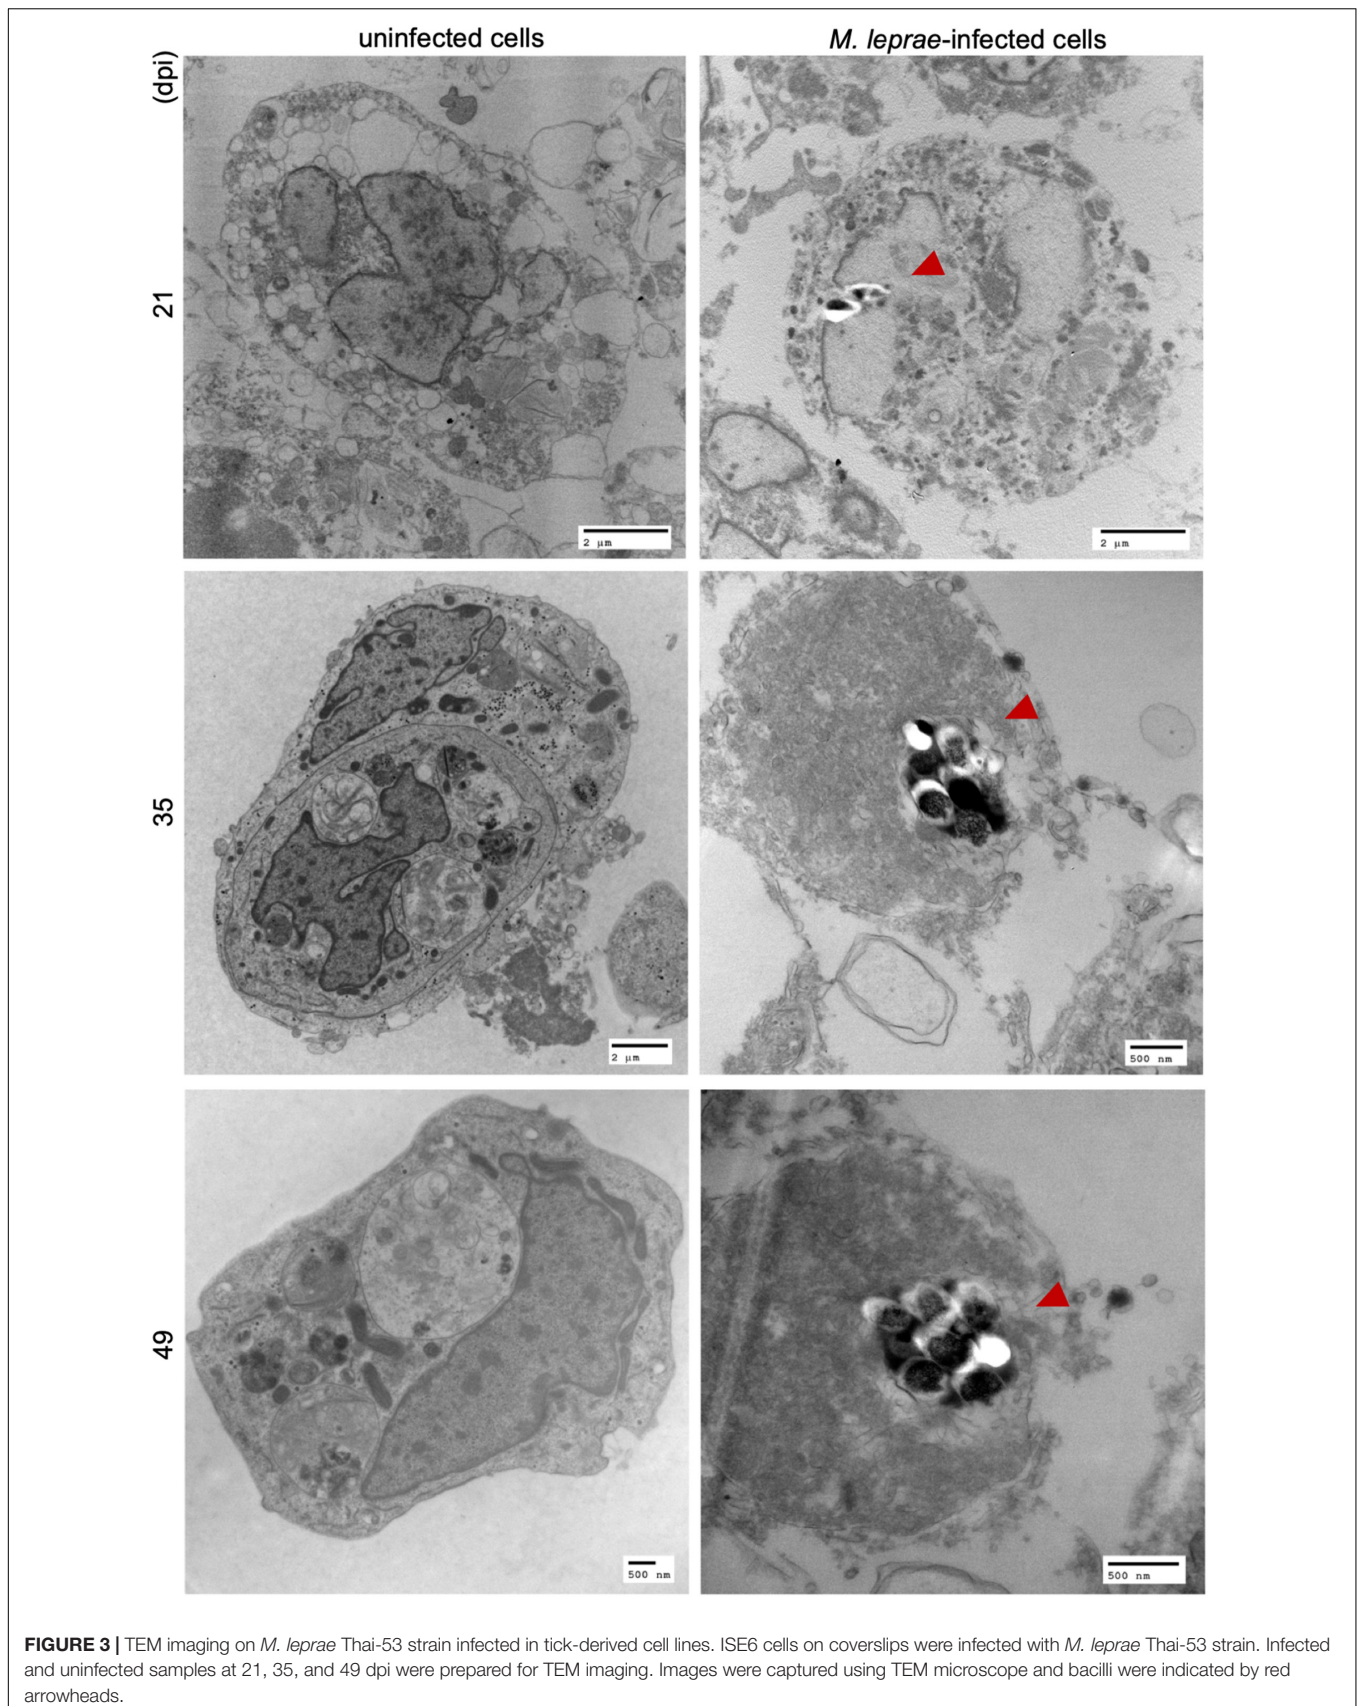 uninfected cells
M. leprae-infected cells
(dpi)
21
2 μm
2 μm
35
2 μm
500 nm
49
500 nm
500 nm
FIGURE 3 | TEM imaging on M. leprae Thai-53 strain infected in tick-derived cell lines. ISE6 cells on coverslips were infected with M. leprae Thai-53 strain. Infected
and uninfected samples at 21, 35, and 49 dpi were prepared for TEM imaging. Images were captured using TEM microscope and bacilli were indicated by red
arrowheads.